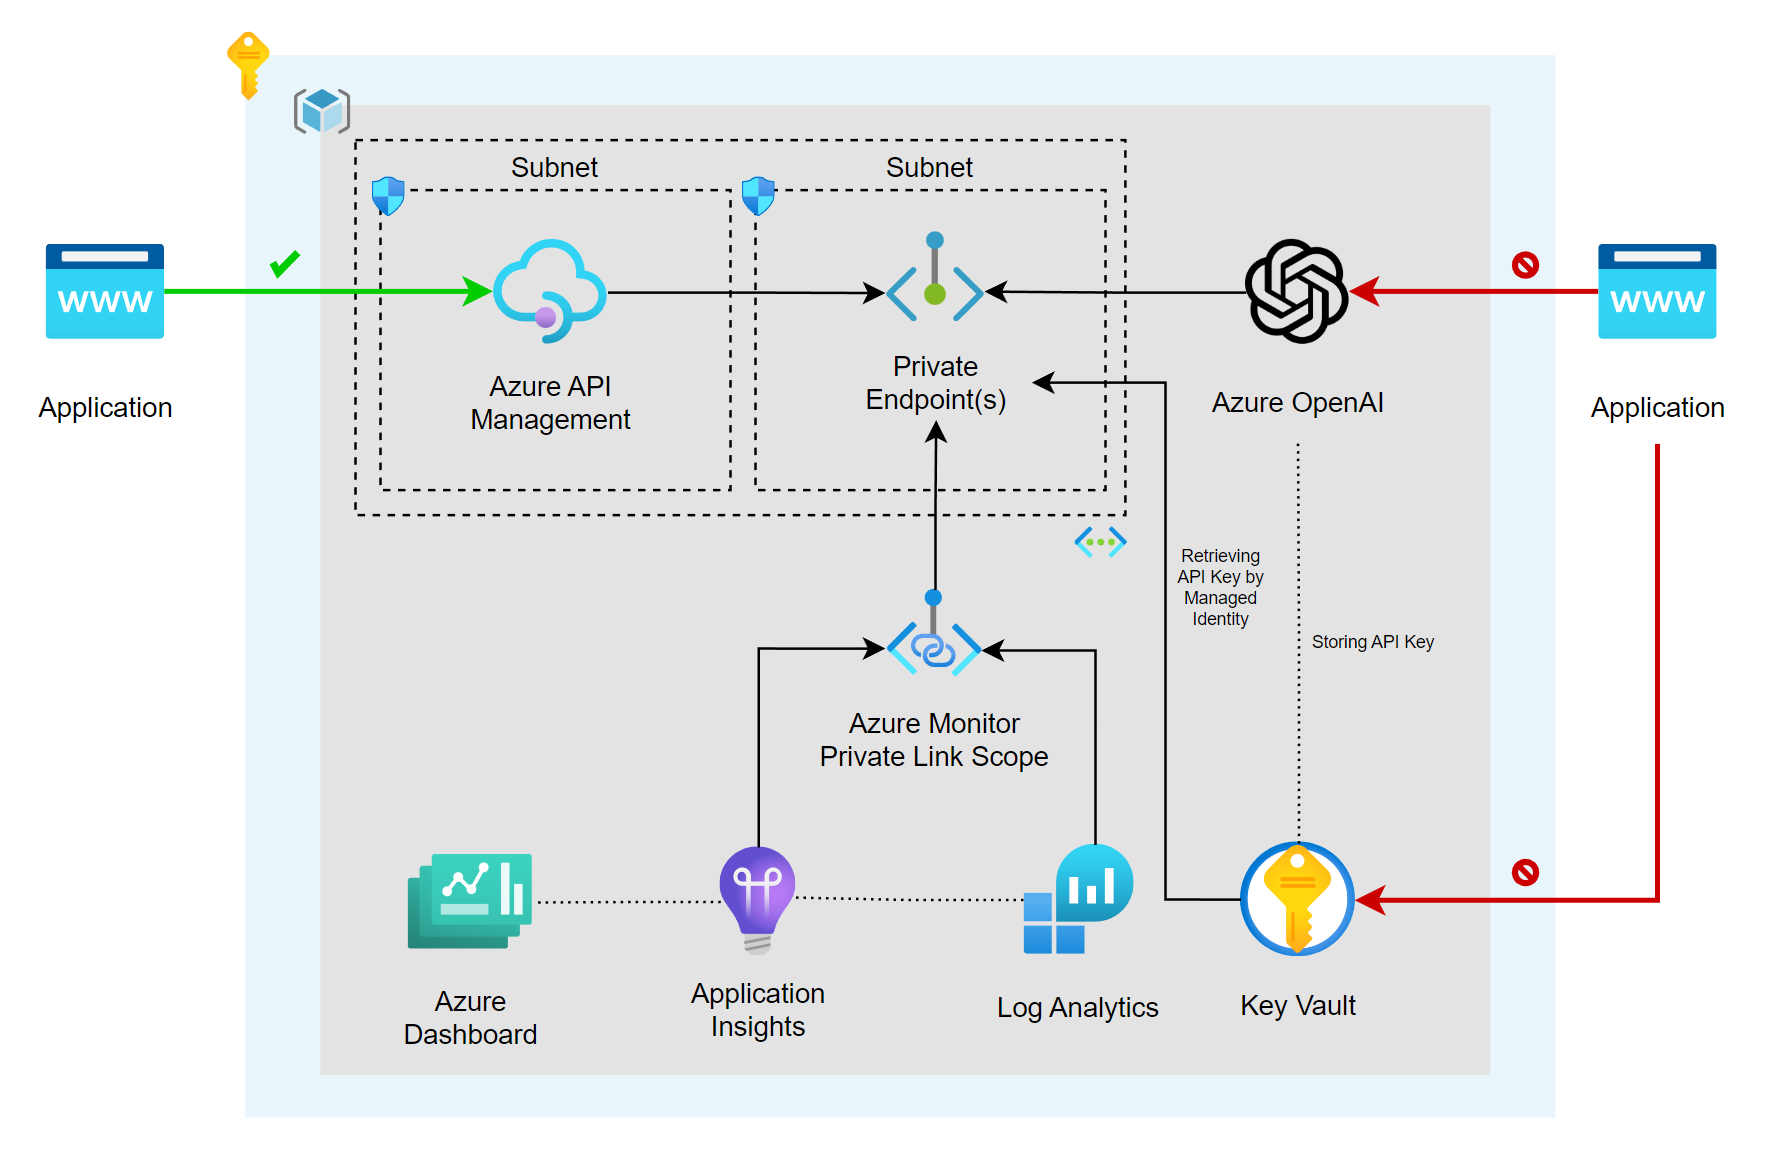 Subnet
Subnet
www
www
Application
Azure API
Management
Private
Endpoint(s)
Azure OpenAI
Application
Retrieving
API Key by
Managed
Identity
Storing API Key
Azure Monitor
Private Link Scope
Azure
Dashboard
Application
Insights
Log Analytics
Key Vault